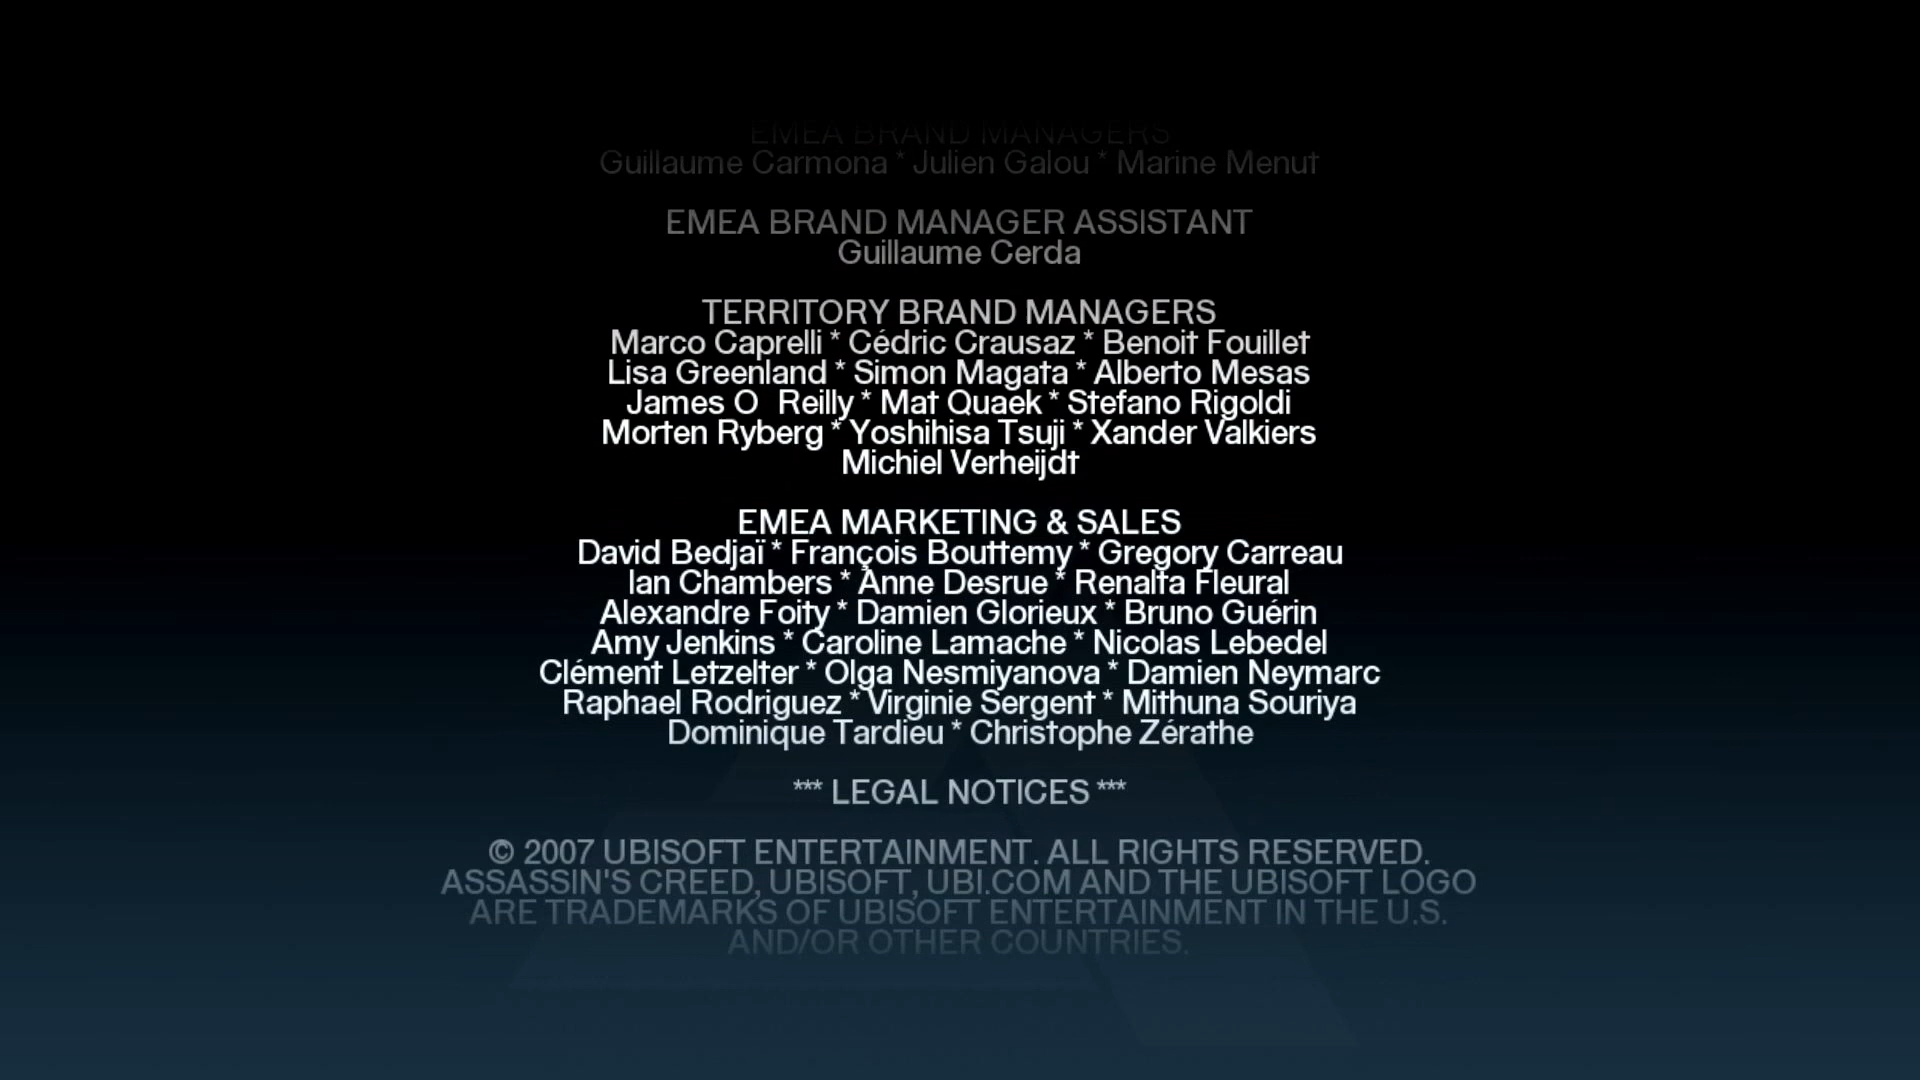 EMEA BRAND MANAGERS
Guillaume Carmona * Julien Galou * Marine Menut
EMEA BRAND MANAGER ASSISTANT
Guillaume Cerda
TERRITORY BRAND MANAGERS
Marco Caprelli * Cédric Crausaz * Benoit Fouillet
Lisa Greenland * Simon Magata * Alberto Mesas
James O  Reilly * Mat Quaek * Stefano Rigoldi
Morten Ryberg * Yoshihisa Tsuji * Xander Valkiers
Michiel Verheijdt
EMEA MARKETING & SALES
David Bedjaï * François Bouttemy * Gregory Carreau
Ian Chambers * Anne Desrue * Renalta Fleural
Alexandre Foity * Damien Glorieux * Bruno Guérin
Amy Jenkins * Caroline Lamache * Nicolas Lebedel
Clément Letzelter * Olga Nesmiyanova * Damien Neymarc
Raphael Rodriguez * Virginie Sergent * Mithuna Souriya
Dominique Tardieu * Christophe Zérathe
*** LEGAL NOTICES ***
© 2007 UBISOFT ENTERTAINMENT. ALL RIGHTS RESERVED.
ASSASSIN'S CREED, UBISOFT, UBI.COM AND THE UBISOFT LOGO
ARE TRADEMARKS OF UBISOFT ENTERTAINMENT IN THE U.S.
AND/OR OTHER COUNTRIES.